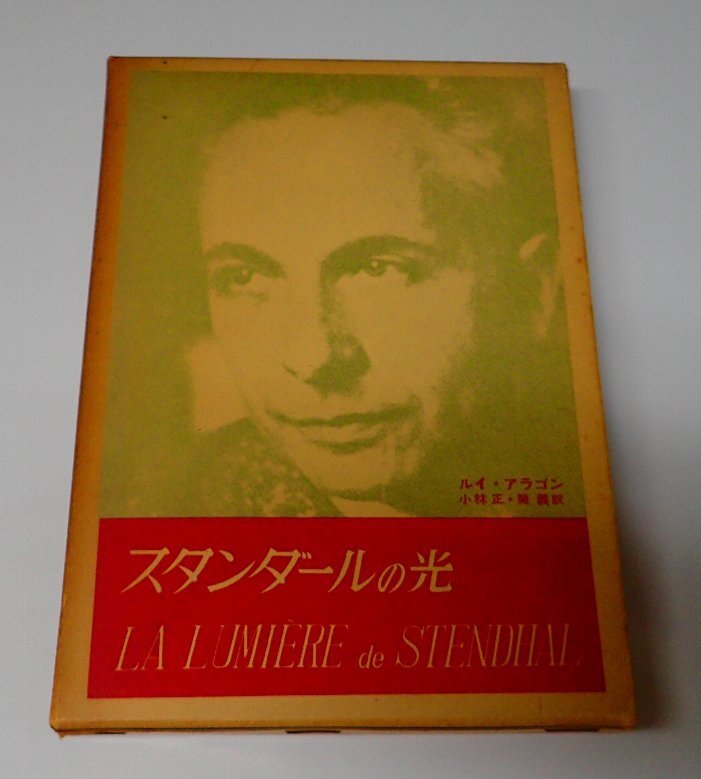 ルイ・アラゴン
小林 正・関 義訳
スタンダールの光
LA LUMIÈRE de STENDHAL